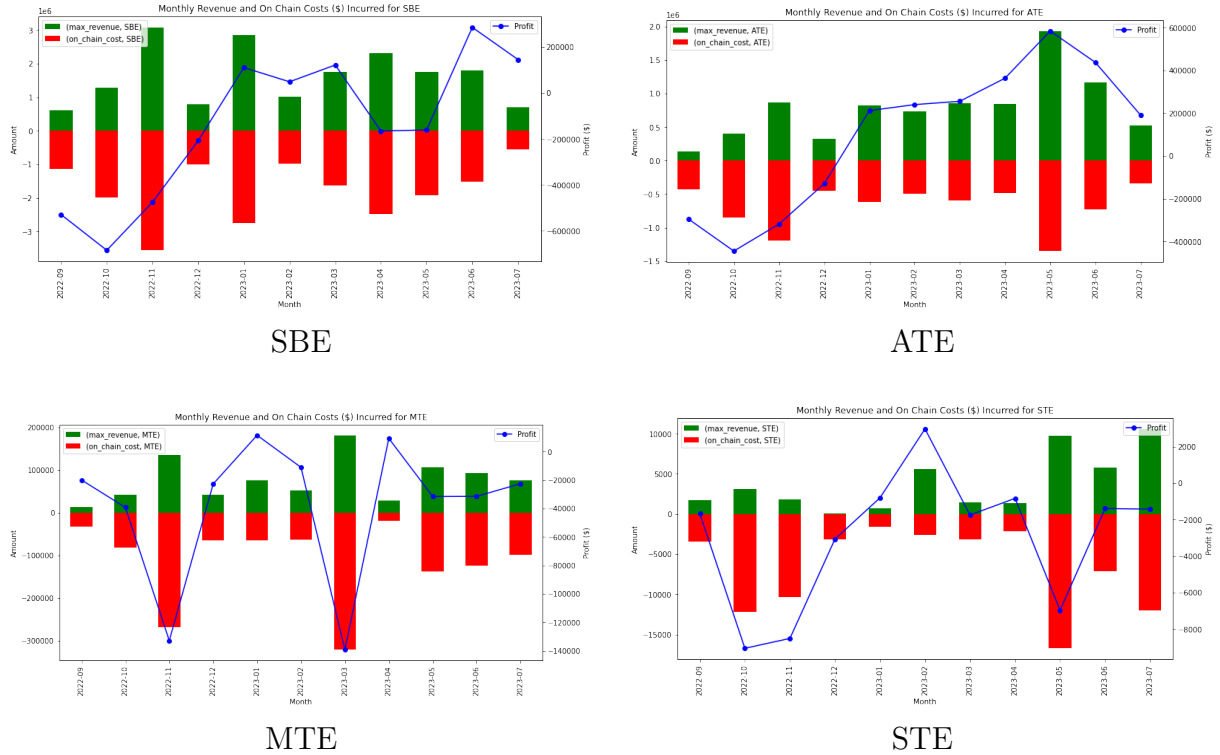 Monthly Revenue and On Chain Costs ($) Incurred for SBE
1e6
(max_revenue, SBE)
(on_chain_cost, SBE)
Profit
3
2
1
0
−1
−2
−3
Amount
200000
0
−200000
−400000
−600000
Profit ($)
2022-09
2022-10
2022-11
2022-12
2023-01
2023-02
2023-03
2023-04
2023-05
2023-06
2023-07
Month
SBE
Monthly Revenue and On Chain Costs ($) Incurred for ATE
1e6
(max_revenue, ATE)
(on_chain_cost, ATE)
Profit
2.0
1.5
1.0
0.5
0.0
−0.5
−1.0
−1.5
Amount
600000
400000
200000
0
−200000
−400000
Profit ($)
2022-09
2022-10
2022-11
2022-12
2023-01
2023-02
2023-03
2023-04
2023-05
2023-06
2023-07
Month
ATE
Monthly Revenue and On Chain Costs ($) Incurred for MTE
(max_revenue, MTE)
(on_chain_cost, MTE)
Profit
200000
100000
0
−100000
−200000
−300000
Amount
0
−20000
−40000
−60000
−80000
−100000
−120000
−140000
Profit ($)
2022-09
2022-10
2022-11
2022-12
2023-01
2023-02
2023-03
2023-04
2023-05
2023-06
2023-07
Month
MTE
Monthly Revenue and On Chain Costs ($) Incurred for STE
(max_revenue, STE)
(on_chain_cost, STE)
Profit
10000
5000
0
−5000
−10000
−15000
Amount
2000
0
−2000
−4000
−6000
−8000
Profit ($)
2022-09
2022-10
2022-11
2022-12
2023-01
2023-02
2023-03
2023-04
2023-05
2023-06
2023-07
Month
STE